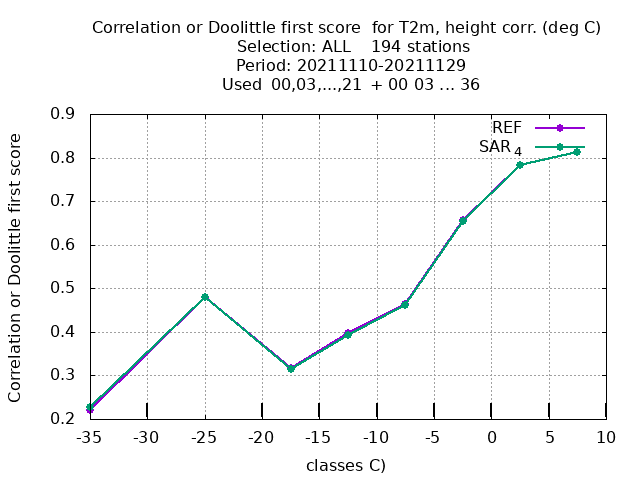 Correlation or Doolittle first score  for T2m, height corr. (deg C)
Selection: ALL    194 stations
Period: 20211110-20211129
Used  00,03,...,21  + 00 03 ... 36
Correlation or Doolittle first score
0.9
0.8
0.7
0.6
0.5
0.4
0.3
0.2
REF
SAR 4
-35 -30 -25 -20 -15 -10 -5 0 5 10
classes C)